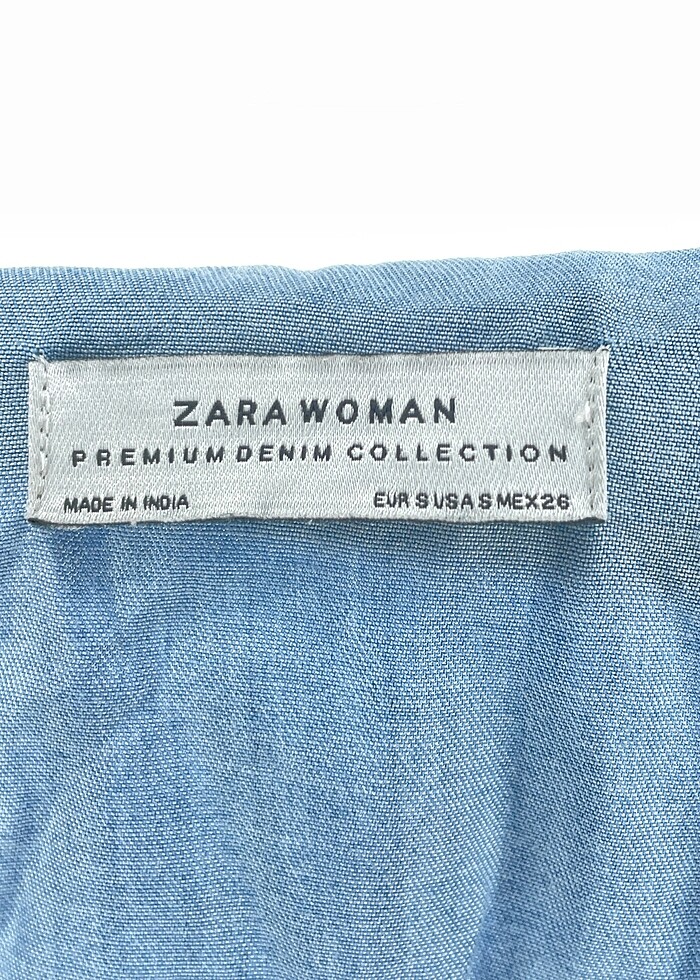 ZARA WOMAN
PREMIUM DENIM COLLECTION
MADE IN INDIA EUR S USA S MEX 26